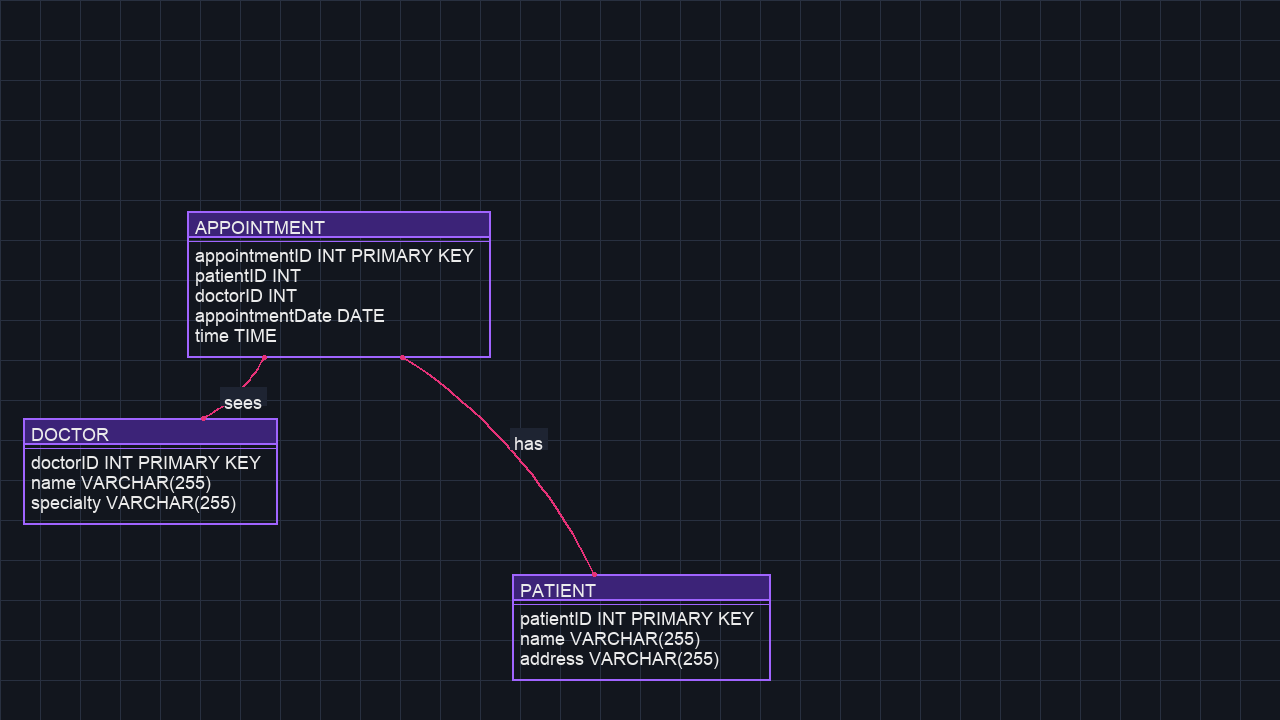 APPOINTMENT
appointmentID INT PRIMARY KEY
patientID INT
doctorID INT
appointmentDate DATE
time TIME
sees
DOCTOR
doctorID INT PRIMARY KEY
name VARCHAR(255)
specialty VARCHAR(255)
has
PATIENT
patientID INT PRIMARY KEY
name VARCHAR(255)
address VARCHAR(255)